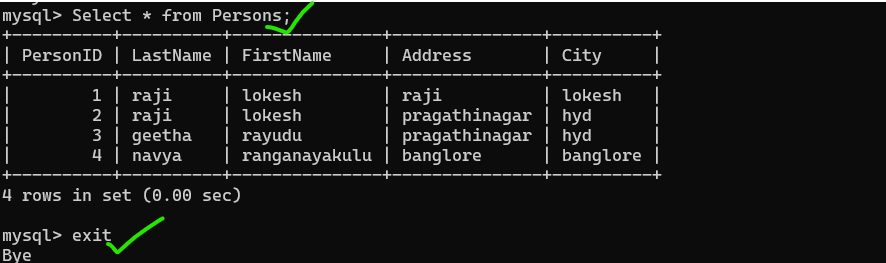 mysql> Select * from Persons;
+----------+----------+---------------+---------------+----------+
| PersonID | LastName | FirstName     | Address       | City     |
+----------+----------+---------------+---------------+----------+
|        1 | raji     | lokesh        | raji          | lokesh   |
|        2 | raji     | lokesh        | pragathinagar | hyd      |
|        3 | geetha   | rayudu        | pragathinagar | hyd      |
|        4 | navya    | ranganayakulu | banglore      | banglore |
+----------+----------+---------------+---------------+----------+
4 rows in set (0.00 sec)
mysql> exit
Bye